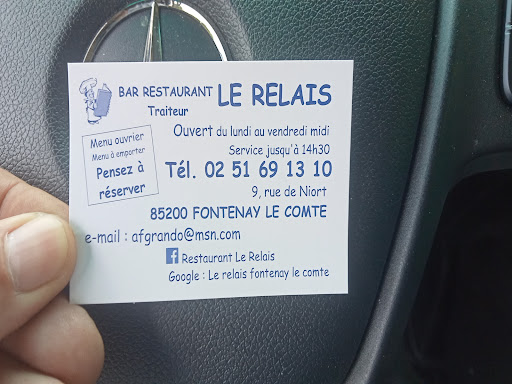 BAR RESTAURANT LE RELAIS
Traiteur
Ouvert du lundi au vendredi midi
Service jusqu'à 14h30
Menu ouvrier
Menu à emporter
Pensez à
réserver
Tél. 02 51 69 13 10
9, rue de Niort
85200 FONTENAY LE COMTE
e-mail : afgrando@msn.com
f Restaurant Le Relais
Google : Le relais fontenay le comte